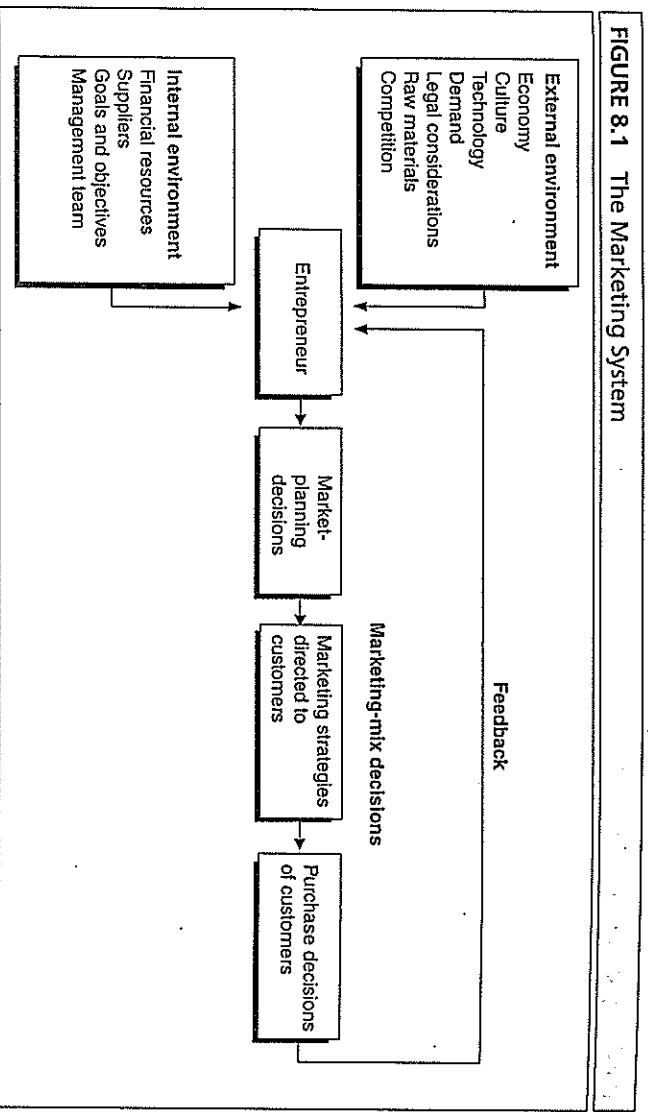 FIGURE 8.1 The Marketing System
External environment
Economy
Culture
Technology
Demand
Legal considerations
Raw materials
Competition
Internal environment
Financial resources
Suppliers
Goals and objectives
Management team
Entrepreneur
Market-
planning
decisions
Marketing-mix decisions
Marketing strategies
directed to
customers
Purchase decisions
of customers
Feedback